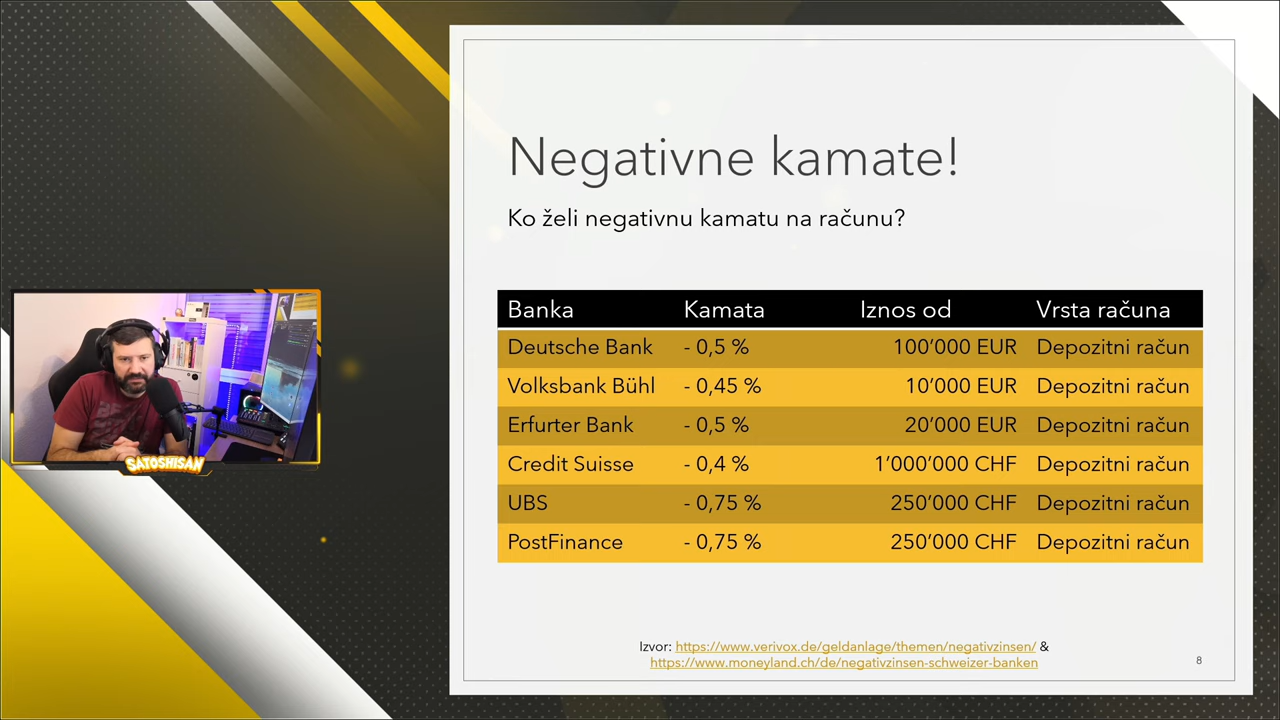 Negativne kamate!
Ko želi negativnu kamatu na računu?
Banka Kamata Iznos od Vrsta računa
Deutsche Bank - 0,5 % 100’000 EUR Depozitni račun
Volksbank Bühl - 0,45 % 10’000 EUR Depozitni račun
Erfurter Bank - 0,5 % 20’000 EUR Depozitni račun
Credit Suisse - 0,4 % 1’000’000 CHF Depozitni račun
UBS - 0,75 % 250’000 CHF Depozitni račun
PostFinance - 0,75 % 250’000 CHF Depozitni račun
SATOSHISAN
Izvor: https://www.verivox.de/geldanlage/themen/negativzinsen/ &
https://www.moneyland.ch/de/negativzinsen-schweizer-banken
8